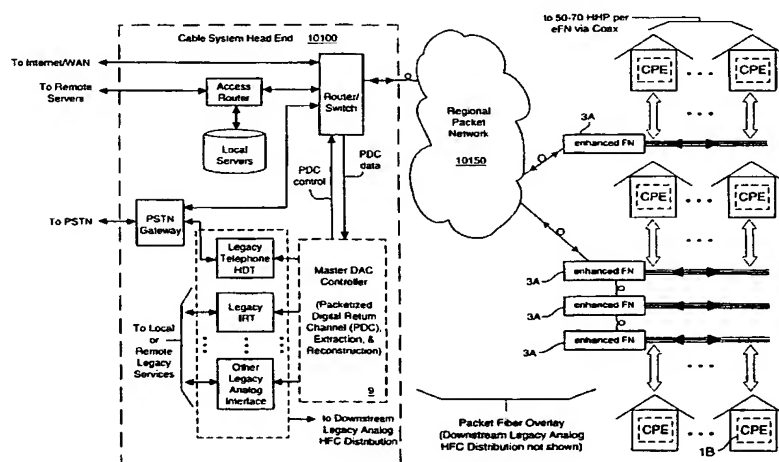 Cable System Head End 10100
To Internet/WAN
To Remote
Servers
Access
Router
Router/
Switch
Local
Servers
PDC
control
PDC
data
To PSTN
PSTN
Gateway
Legacy
Telephone
HDT
Legacy
IRT
Other
Legacy
Analog
Interface
To Local
or
Remote
Legacy
Services
Master DAC
Controller
(Packetized
Digital Return
Channel (PDC),
Extraction, &
Reconstruction)
9
to Downstream
Legacy Analog
HFC Distribution
Regional
Packet
Network
10150
to 50-70 HHP per
eFN via Coax
CPE
CPE
3A
enhanced FN
CPE
CPE
3A
enhanced FN
3A
enhanced FN
3A
enhanced FN
Packet Fiber Overlay
(Downstream Legacy Analog
HFC Distribution not shown)
CPE
CPE
1B